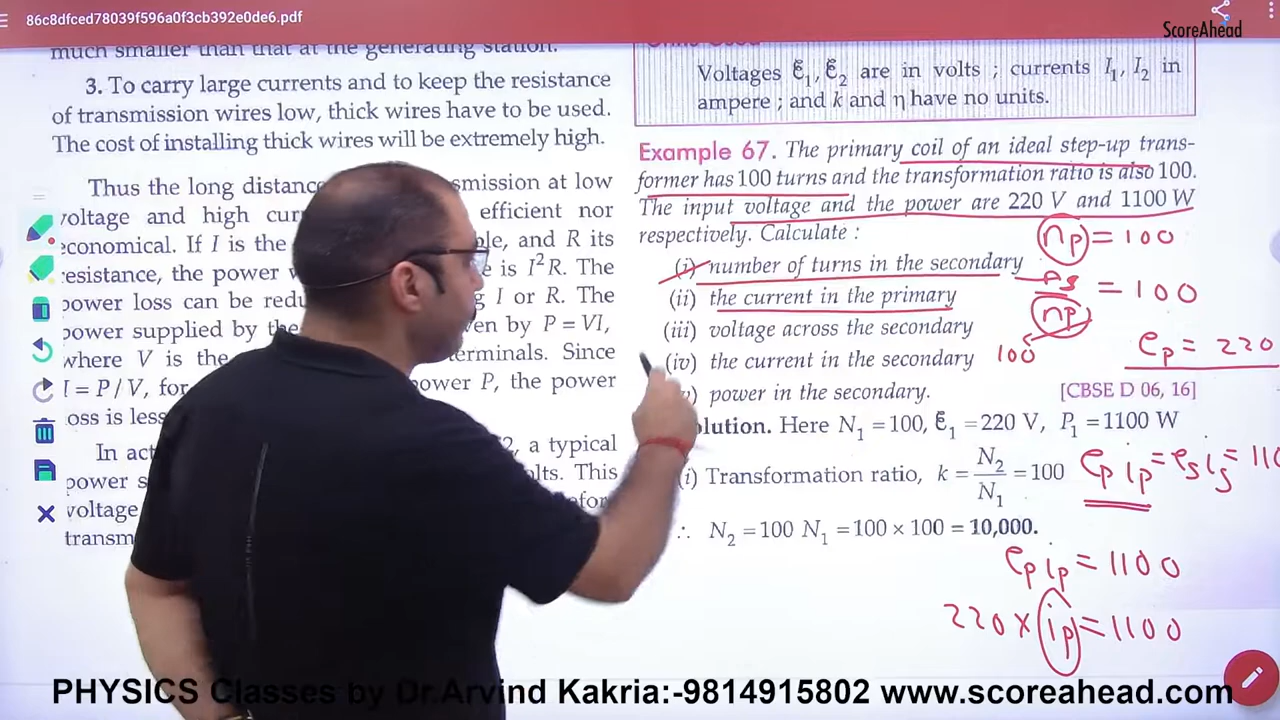 86c8dfced78039f596a0f3cb392e0de6.pdf
ScoreAhead
much smaller than that at the generating station.
3. To carry large currents and to keep the resistance
of transmission wires low, thick wires have to be used.
The cost of installing thick wires will be extremely high.
Thus the long distance smission at low
voltage and high cur efficient nor
economical. If I is the ple, and R its
resistance, the power is I²R. The
power loss can be redu g I or R. The
power supplied by the en by P = VI,
where V is the terminals. Since
I = P / V, for power P, the power
loss is less
In act a typical
power s lts. This
voltage
transm
Voltages ℰ₁, ℰ₂ are in volts ; currents I₁, I₂ in
ampere ; and k and η have no units.
Example 67. The primary coil of an ideal step-up trans-
former has 100 turns and the transformation ratio is also 100.
The input voltage and the power are 220 V and 1100 W
respectively. Calculate :
(i) number of turns in the secondary
(ii) the current in the primary
(iii) voltage across the secondary
(iv) the current in the secondary
) power in the secondary.
[CBSE D 06, 16]
np = 100
ns/np = 100
100
ep = 220
olution. Here N₁ = 100, ℰ₁ = 220 V, P₁ = 1100 W
(i) Transformation ratio, k = N₂/N₁ = 100
ep ip = es is = 110
∴ N₂ = 100 N₁ = 100 × 100 = 10,000.
ep ip = 1100
220 × ip = 1100
PHYSICS Classes by Dr.Arvind Kakria:-9814915802 www.scoreahead.com